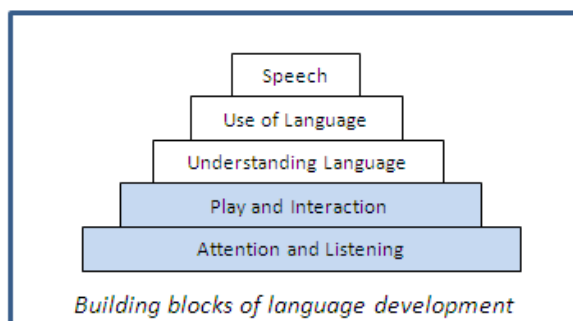 Speech
Use of Language
Understanding Language
Play and Interaction
Attention and Listening
Building blocks of language development